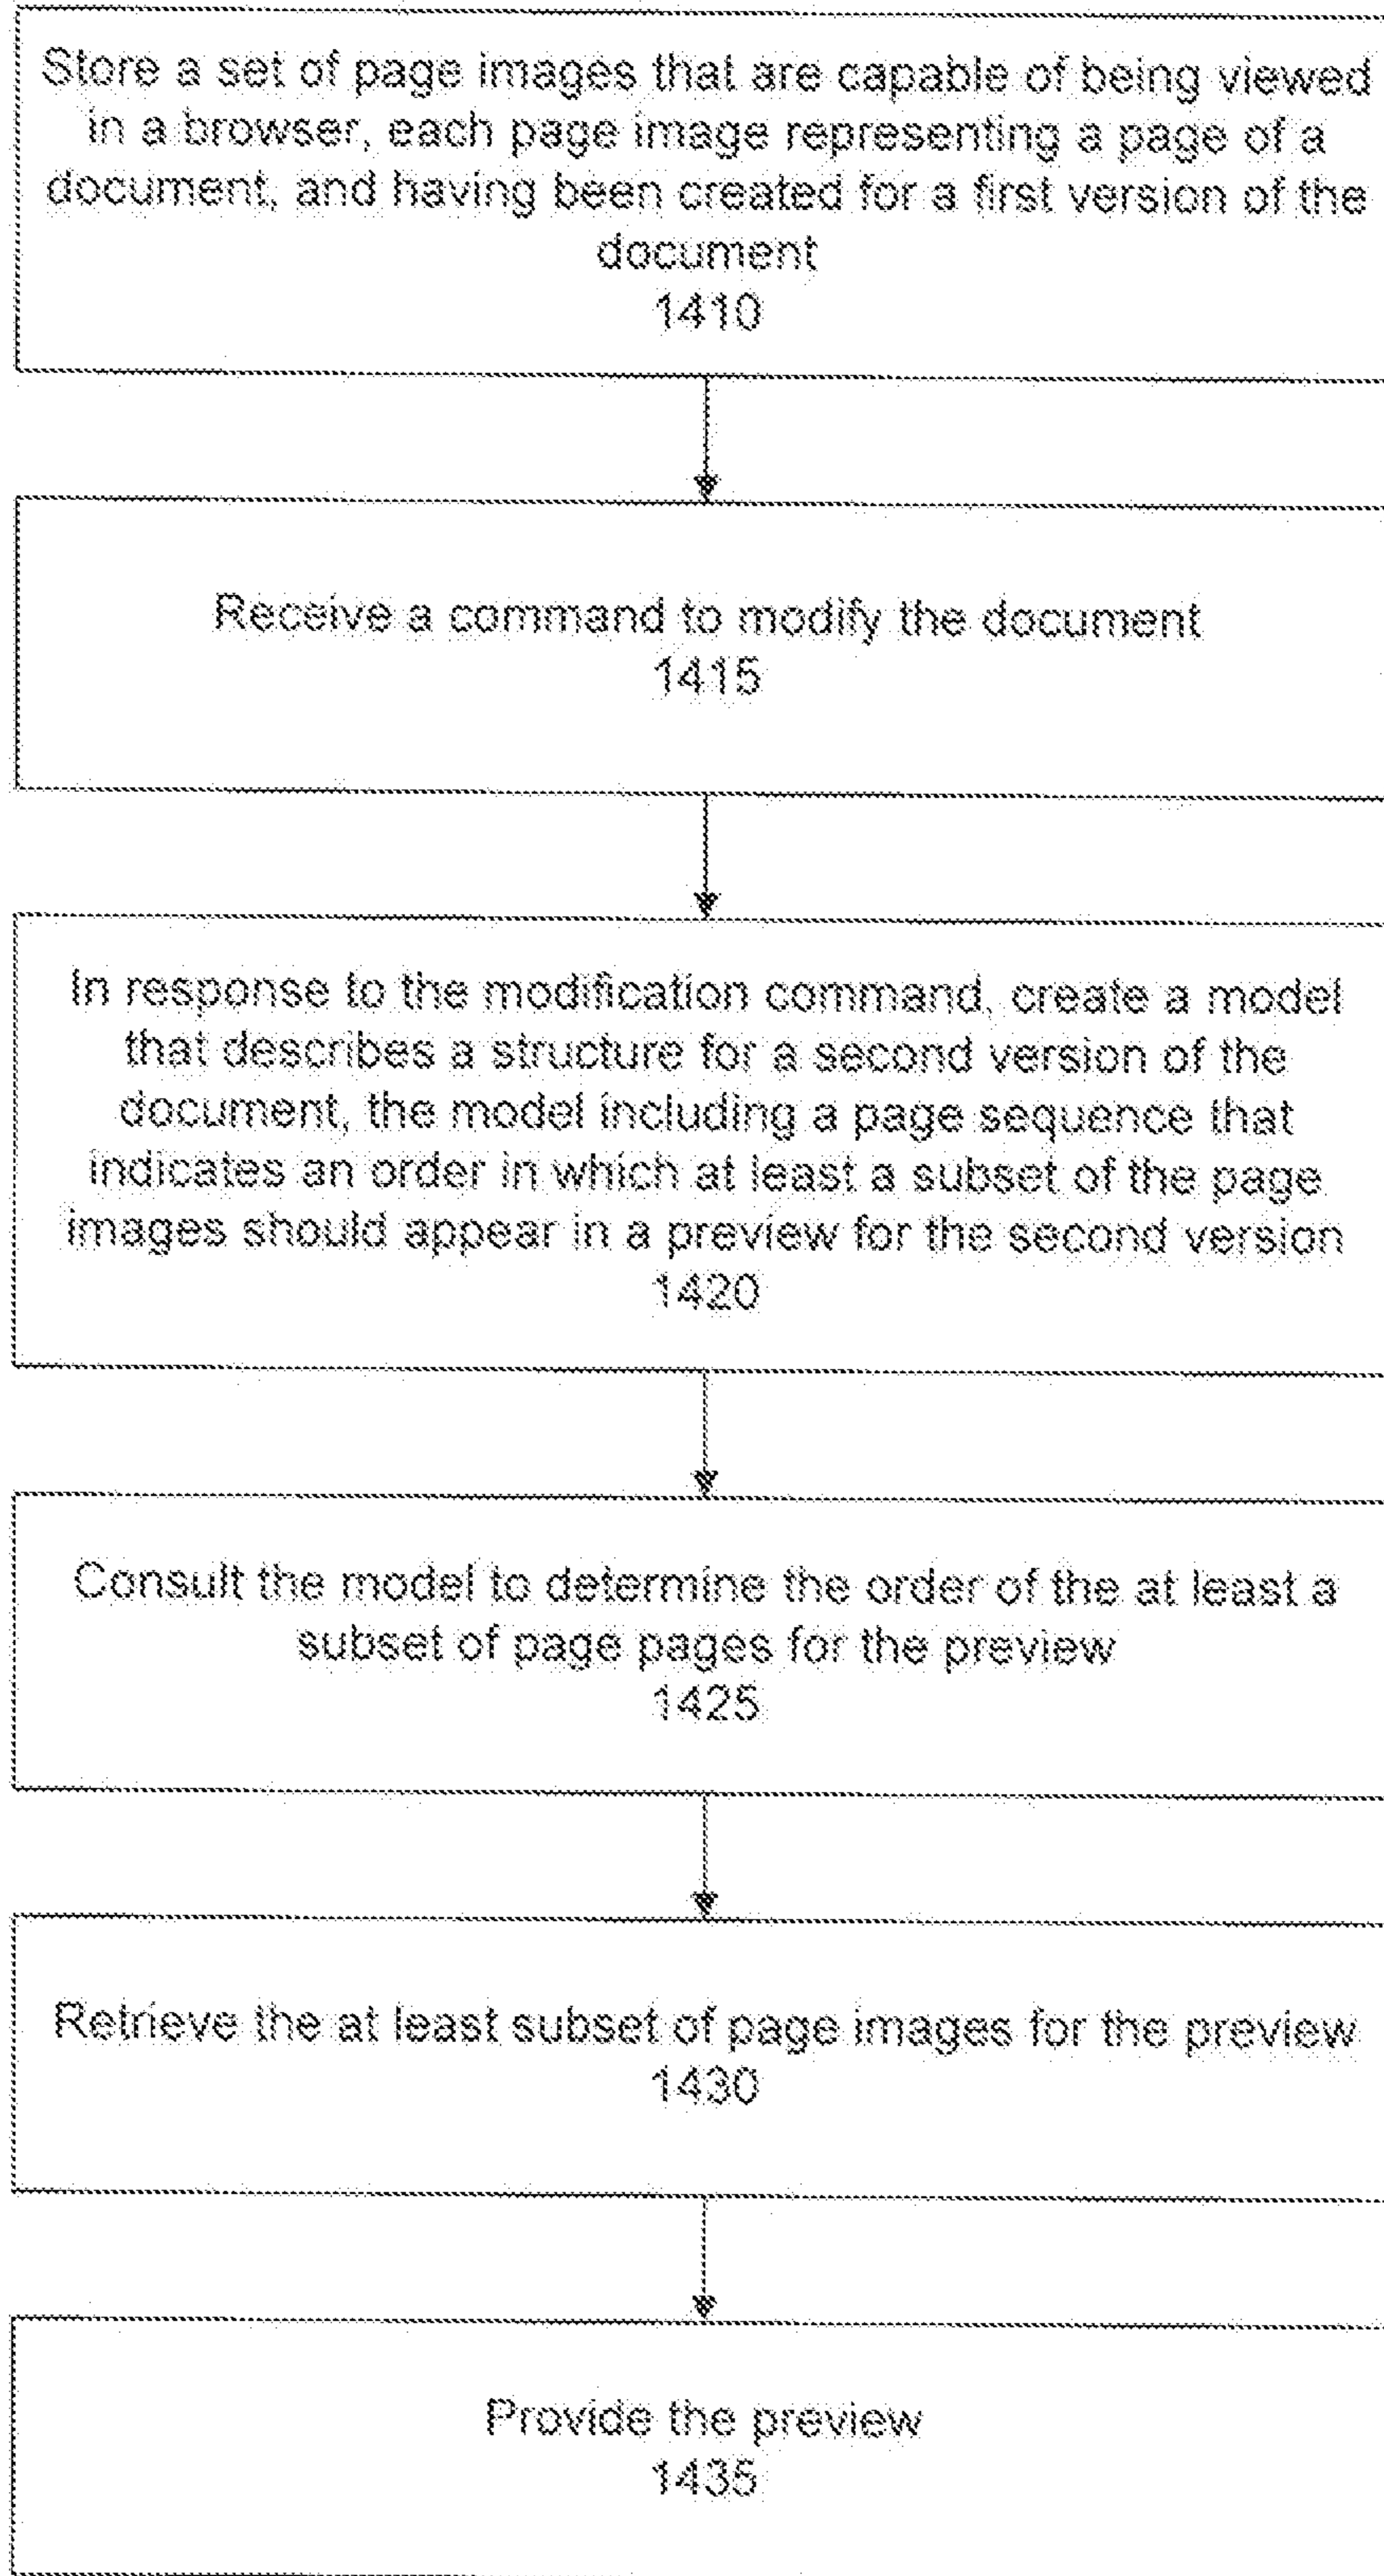 Store a set of page images that are capable of being viewed
in a browser, each page image representing a page of a
document, and having been created for a first version of the
document
1410
Receive a command to modify the document
1415
In response to the modification command, create a model
that describes a structure for a second version of the
document, the model including a page sequence that
indicates an order in which at least a subset of the page
images should appear in a preview for the second version
1420
Consult the model to determine the order of the at least a
subset of page pages for the preview
1425
Retrieve the at least subset of page images for the preview
1430
Provide the preview
1435